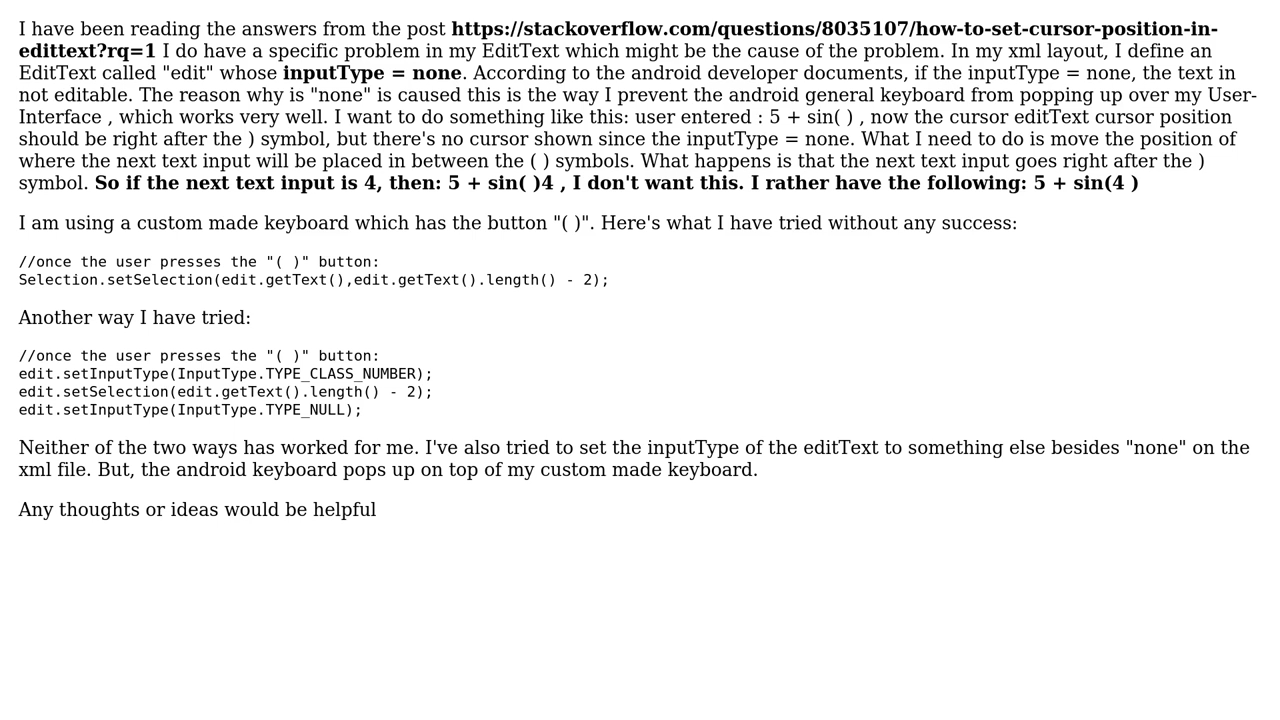 I have been reading the answers from the post https://stackoverflow.com/questions/8035107/how-to-set-cursor-position-in-
edittext?rq=1 I do have a specific problem in my EditText which might be the cause of the problem. In my xml layout, I define an
EditText called "edit" whose inputType = none. According to the android developer documents, if the inputType = none, the text in
not editable. The reason why is "none" is caused this is the way I prevent the android general keyboard from popping up over my User-
Interface , which works very well. I want to do something like this: user entered : 5 + sin( ) , now the cursor editText cursor position
should be right after the ) symbol, but there's no cursor shown since the inputType = none. What I need to do is move the position of
where the next text input will be placed in between the ( ) symbols. What happens is that the next text input goes right after the )
symbol. So if the next text input is 4, then: 5 + sin( )4 , I don't want this. I rather have the following: 5 + sin(4 )
I am using a custom made keyboard which has the button "( )". Here's what I have tried without any success:
//once the user presses the "( )" button:
Selection.setSelection(edit.getText(),edit.getText().length() - 2);
Another way I have tried:
//once the user presses the "( )" button:
edit.setInputType(InputType.TYPE_CLASS_NUMBER);
edit.setSelection(edit.getText().length() - 2);
edit.setInputType(InputType.TYPE_NULL);
Neither of the two ways has worked for me. I've also tried to set the inputType of the editText to something else besides "none" on the
xml file. But, the android keyboard pops up on top of my custom made keyboard.
Any thoughts or ideas would be helpful